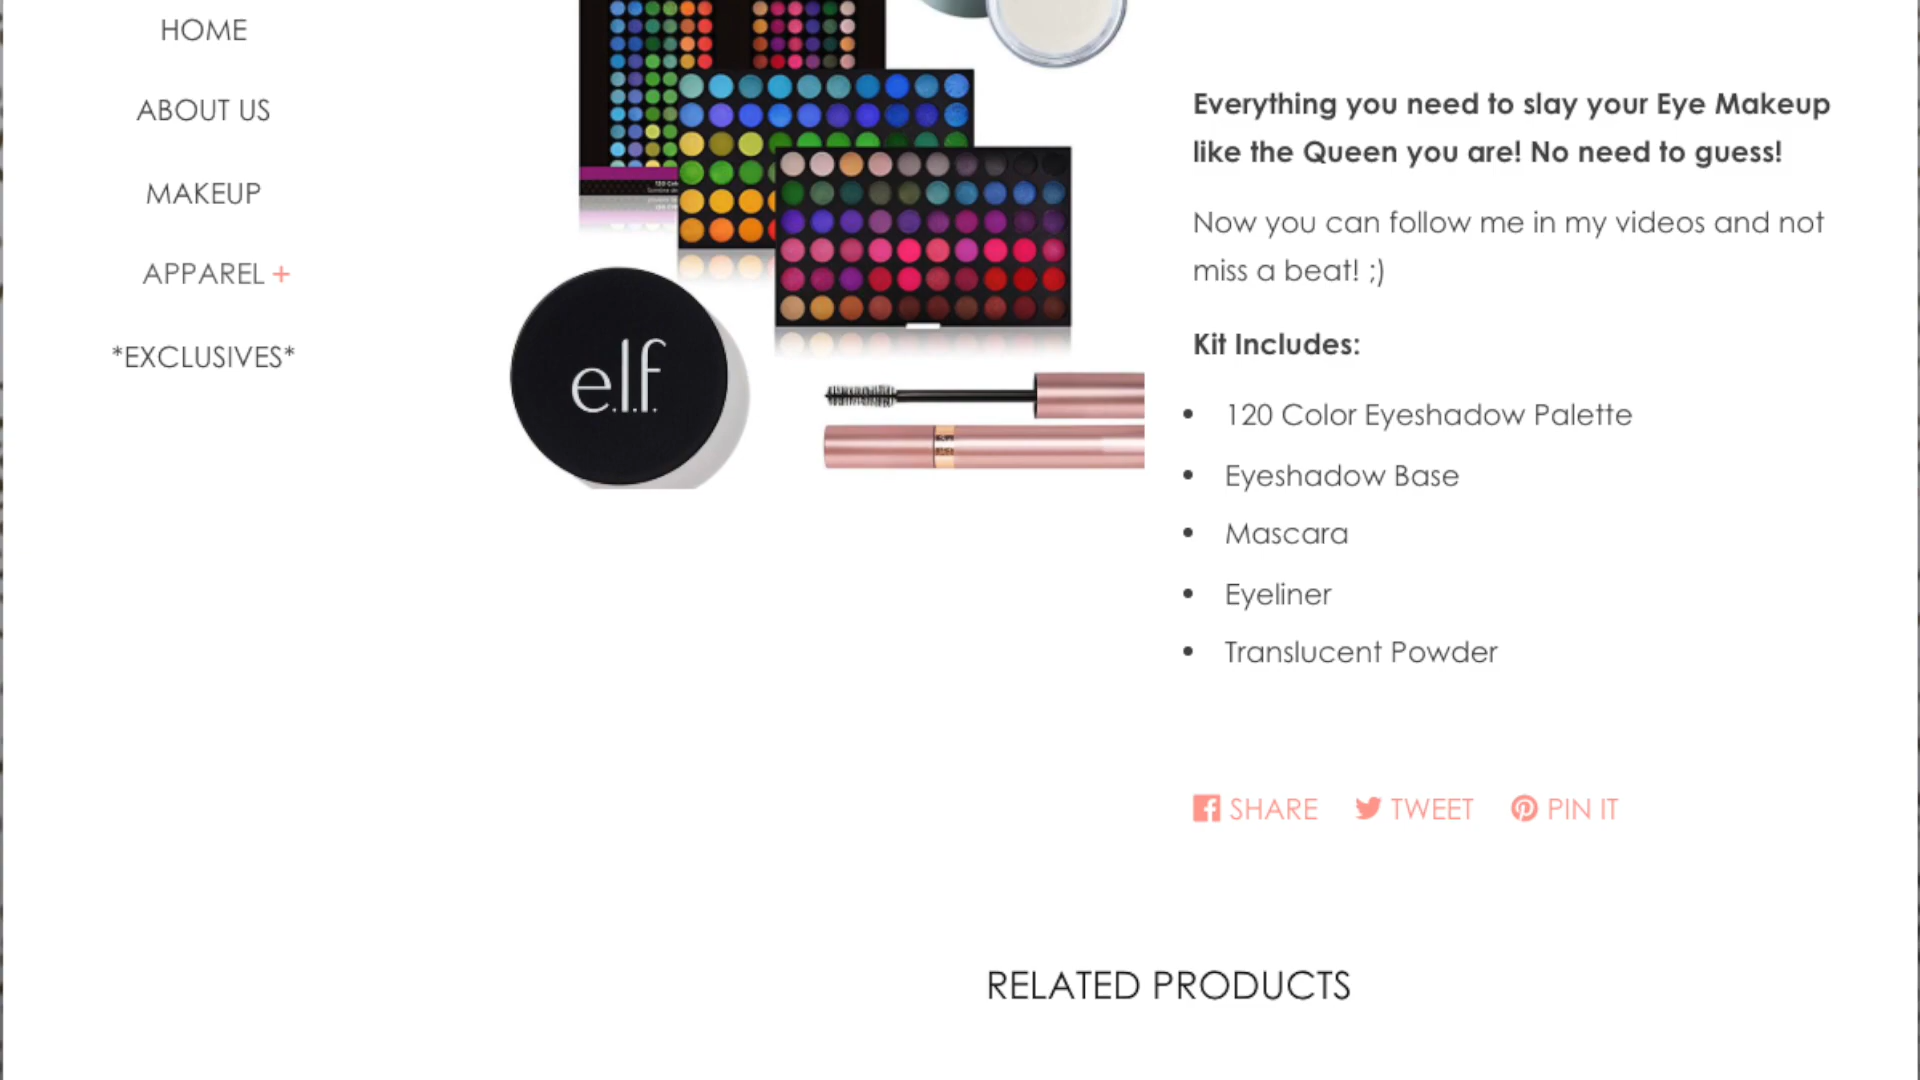 HOME
ABOUT US
MAKEUP
APPAREL +
*EXCLUSIVES*
e.l.f.
Everything you need to slay your Eye Makeup
like the Queen you are! No need to guess!
Now you can follow me in my videos and not
miss a beat! ;)
Kit Includes:
• 120 Color Eyeshadow Palette
• Eyeshadow Base
• Mascara
• Eyeliner
• Translucent Powder
SHARE TWEET PIN IT
RELATED PRODUCTS